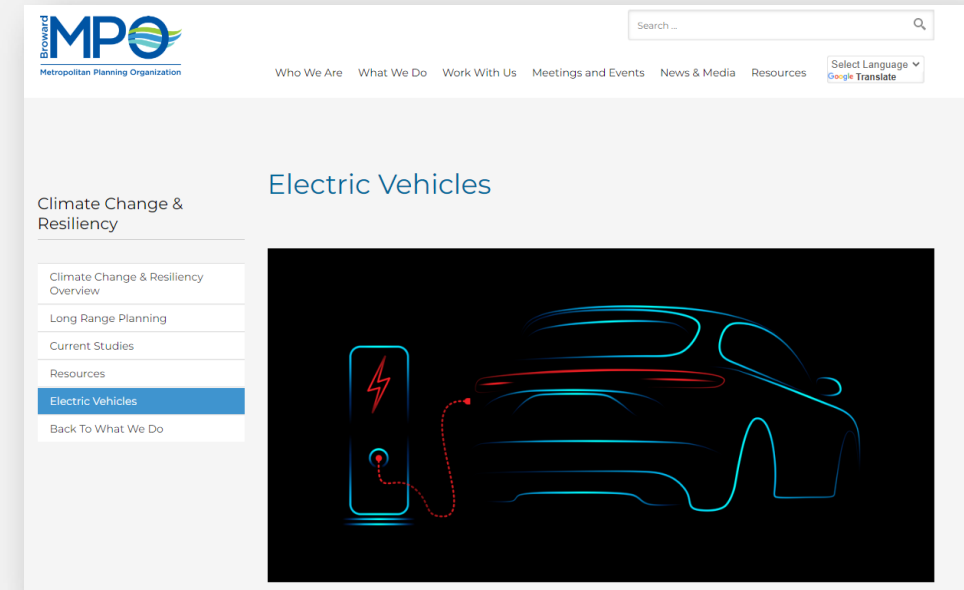 Broward
MPO
Metropolitan Planning Organization
Search ...
Who We Are What We Do Work With Us Meetings and Events News & Media Resources
Select Language
Google Translate
Electric Vehicles
Climate Change &
Resiliency
Climate Change & Resiliency
Overview
Long Range Planning
Current Studies
Resources
Electric Vehicles
Back To What We Do